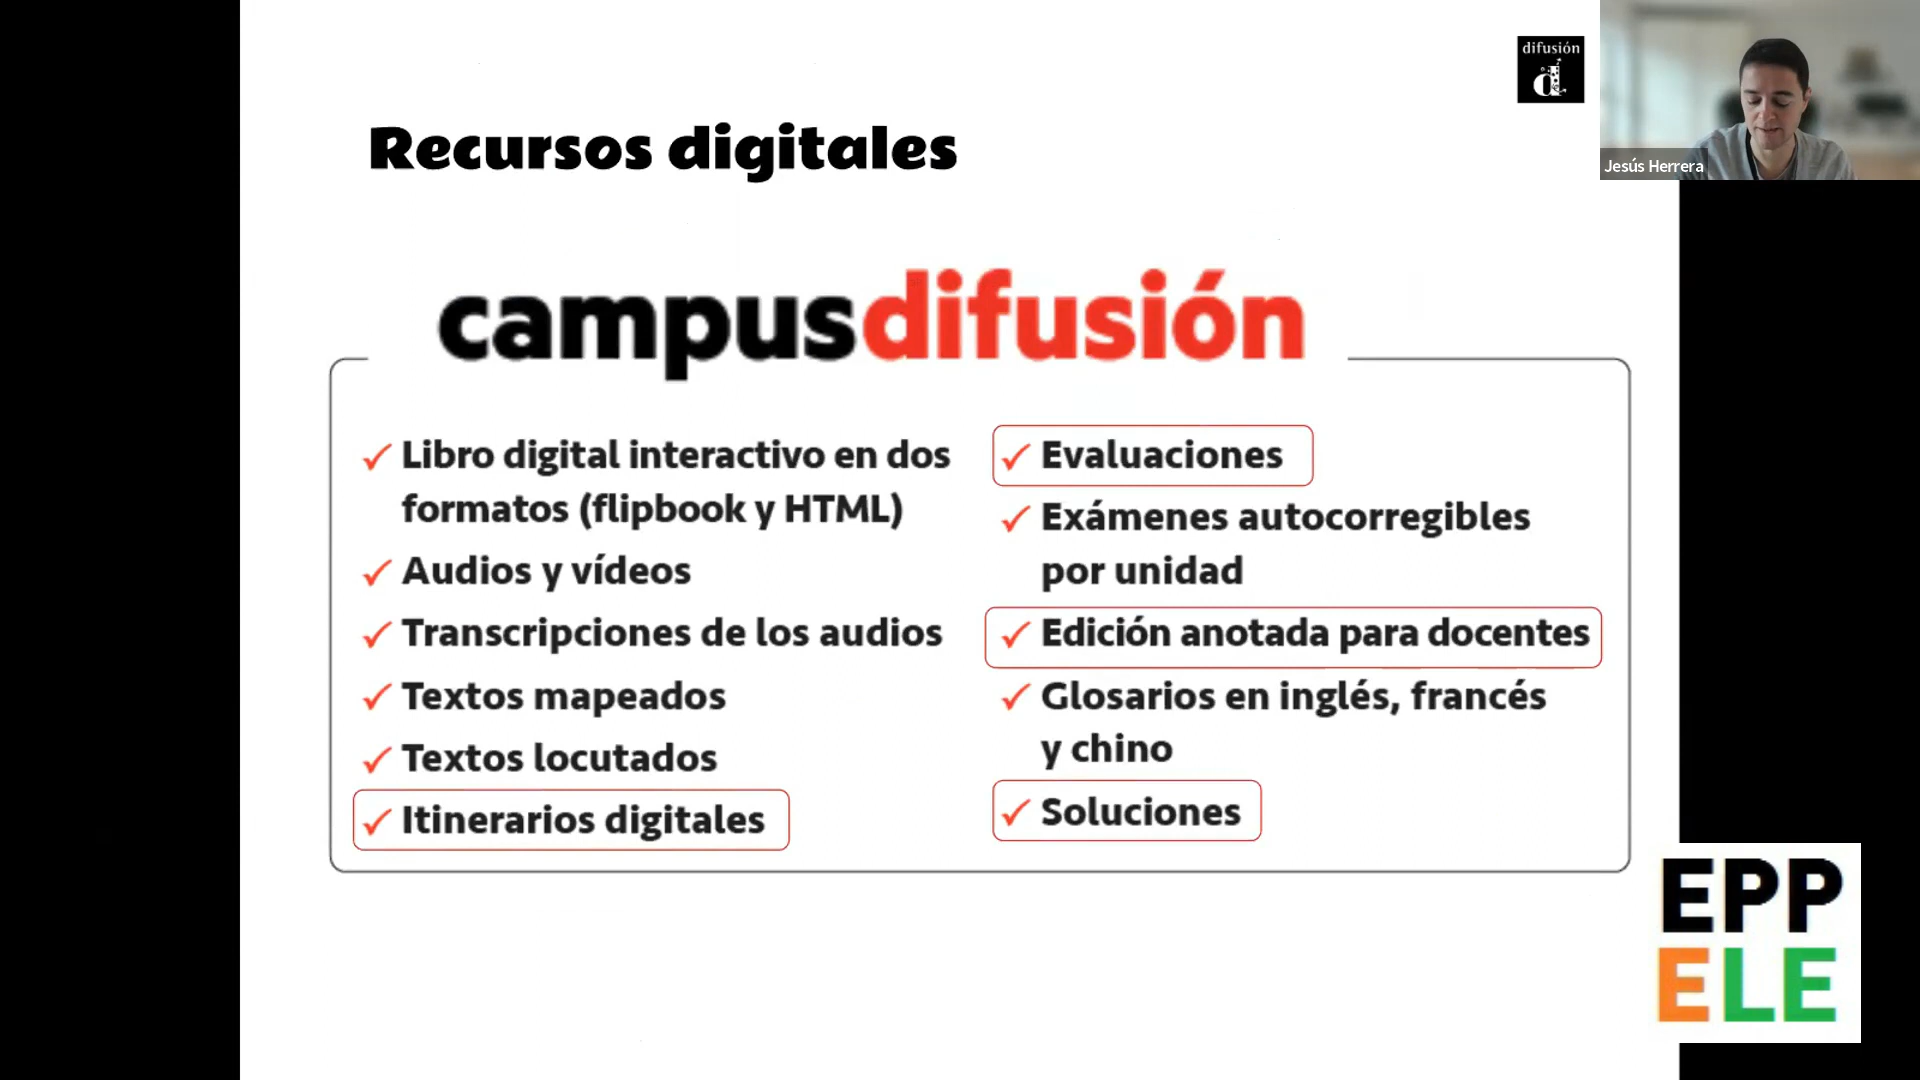 difusión
d
Jesús Herrera
Recursos digitales
campusdifusión
✓ Libro digital interactivo en dos
formatos (flipbook y HTML)
✓ Audios y vídeos
✓ Transcripciones de los audios
✓ Textos mapeados
✓ Textos locutados
✓ Itinerarios digitales
✓ Evaluaciones
✓ Exámenes autocorregibles
por unidad
✓ Edición anotada para docentes
✓ Glosarios en inglés, francés
y chino
✓ Soluciones
EPP
ELE